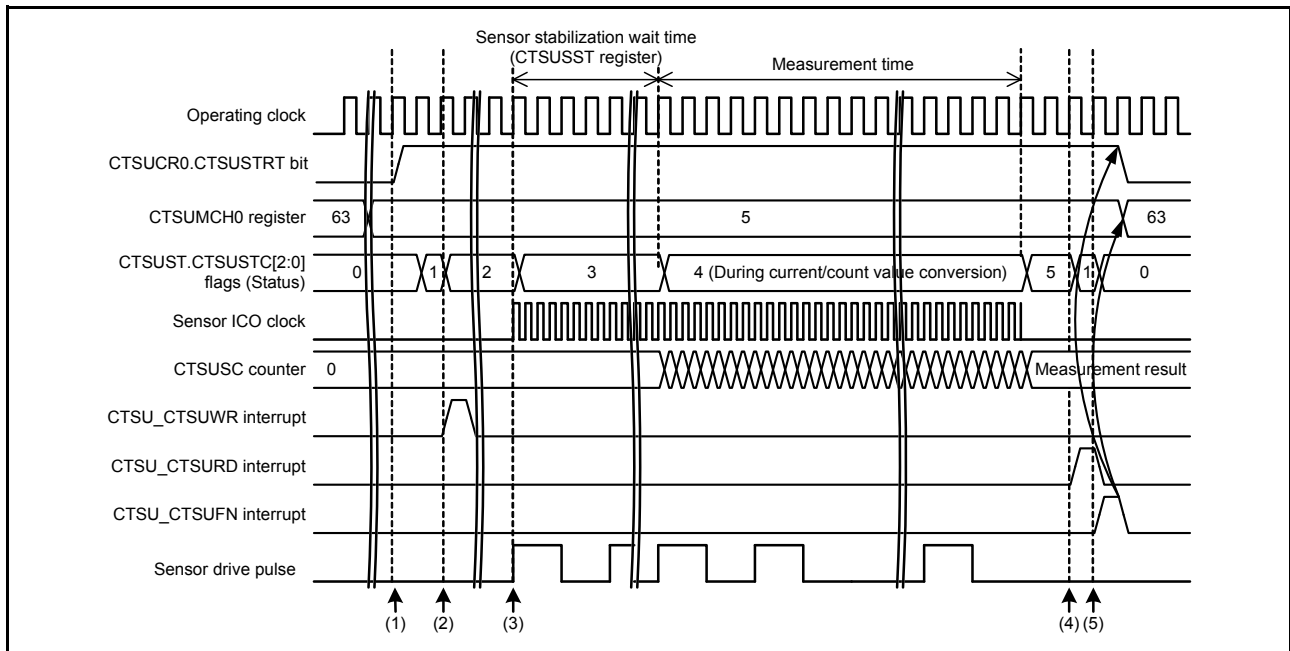 Sensor stabilization wait time
(CTSUSST register)
Measurement time
Operating clock
CTSUCR0.CTSUSTRT bit
CTSUMCH0 register
63
5
63
CTSUST.CTSUSTC[2:0]
flags (Status)
0
1
2
3
4 (During current/count value conversion)
5
1
0
Sensor ICO clock
CTSUSC counter
0
Measurement result
CTSU_CTSUWR interrupt
CTSU_CTSURD interrupt
CTSU_CTSUFN interrupt
Sensor drive pulse
(1)
(2)
(3)
(4)
(5)